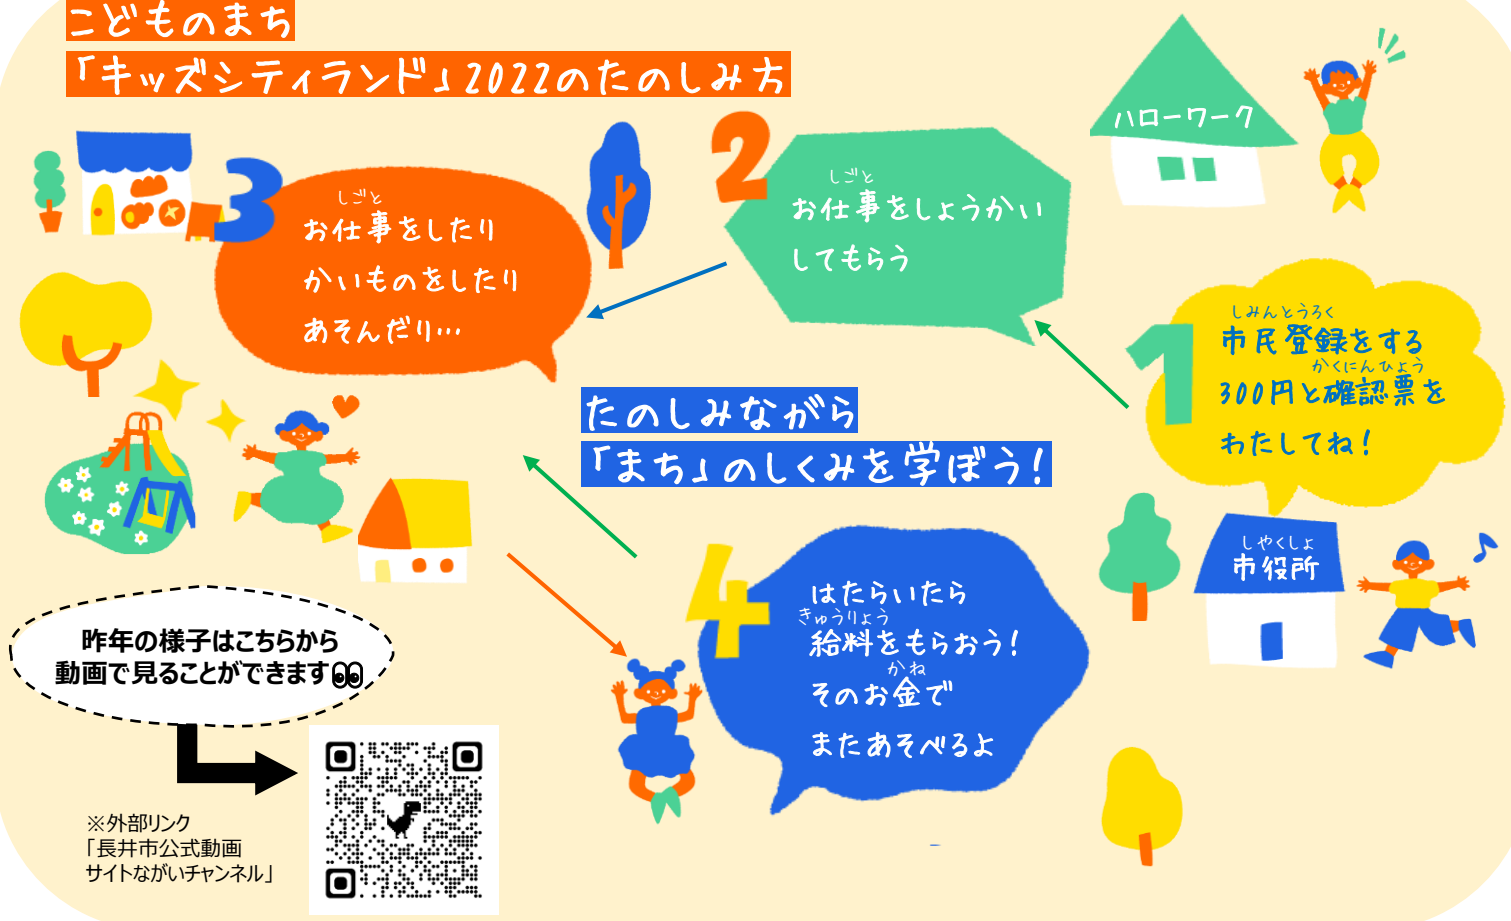 こどものまち
「キッズシティランド」2022のたのしみ方
ハローワーク
1
しみんとうろく
市民登録をする
かくにんひょう
300円と確認票を
わたしてね!
しやくしょ
市役所
2
しごと
お仕事をしょうかい
してもらう
3
しごと
お仕事をしたり
かいものをしたり
あそんだり…
たのしみながら
「まち」のしくみを学ぼう!
4
はたらいたら
きゅうりょう
給料をもらおう!
かね
そのお金で
またあそべるよ
昨年の様子はこちらから
動画で見ることができます👀
※外部リンク
「長井市公式動画
サイトながいチャンネル」